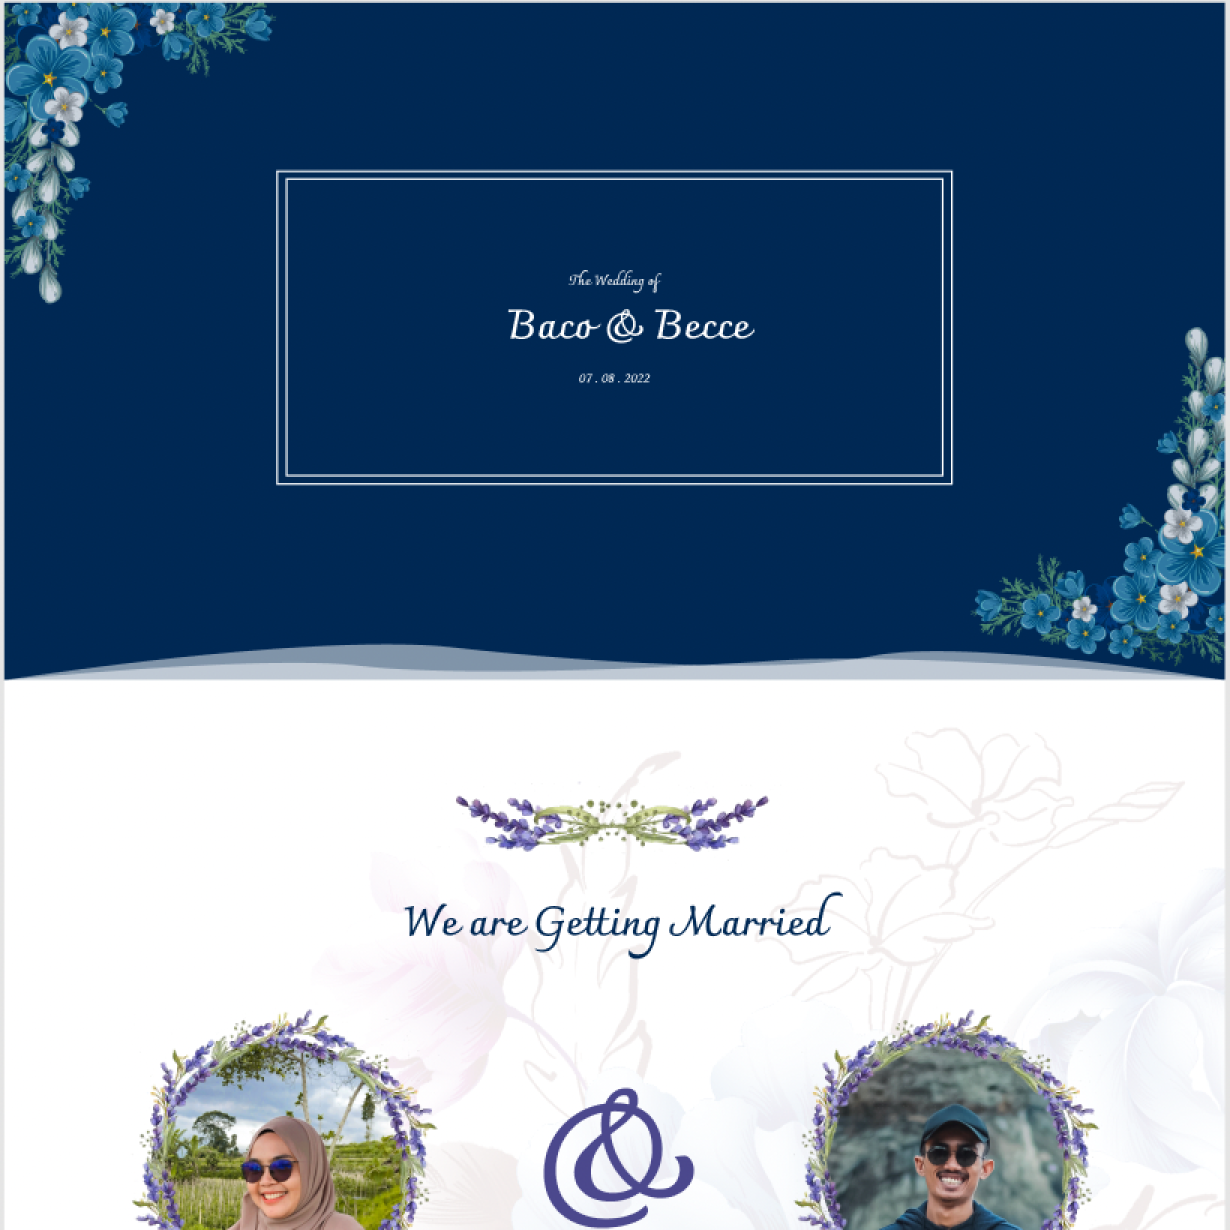 The Wedding of
Baco & Becce
07 . 08 . 2022
We are Getting Married
&